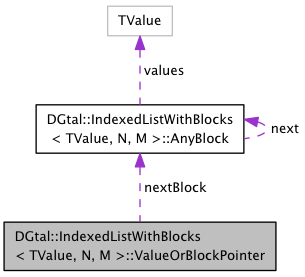 TValue
values
DGtal::IndexedListWithBlocks
< TValue, N, M >::AnyBlock
next
nextBlock
DGtal::IndexedListWithBlocks
< TValue, N, M >::ValueOrBlockPointer